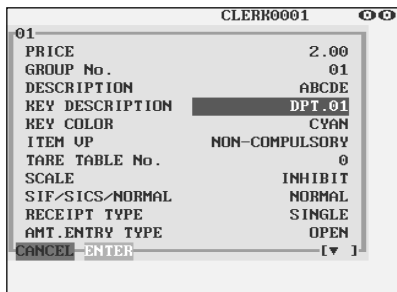 CLERK0001
01
PRICE 2.00
GROUP No. 01
DESCRIPTION ABCDE
KEY DESCRIPTION DPT.01
KEY COLOR CYAN
ITEM VP NON-COMPULSORY
TARE TABLE No. 0
SCALE INHIBIT
SIF/SICS/NORMAL NORMAL
RECEIPT TYPE SINGLE
AMT.ENTRY TYPE OPEN
CANCEL ENTER [▼ ]